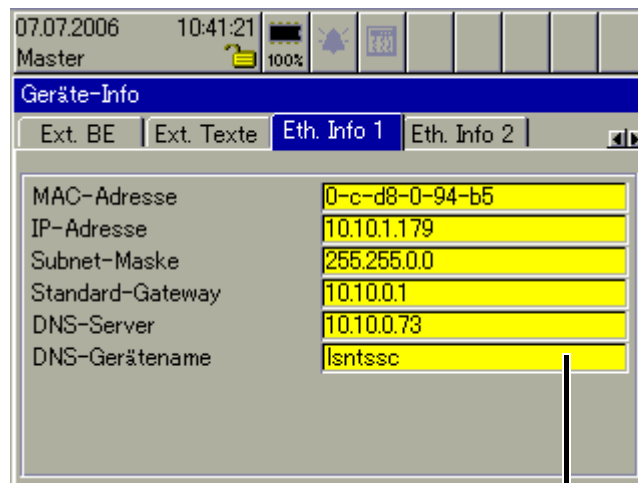 07.07.2006 10:41:21
Master 100%
Geräte-Info
Ext. BE Ext. Texte Eth. Info 1 Eth. Info 2
MAC-Adresse 0-c-d8-0-94-b5
IP-Adresse 10.10.1.179
Subnet-Maske 255.255.0.0
Standard-Gateway 10.10.0.1
DNS-Server 10.10.0.73
DNS-Gerätename lsntssc